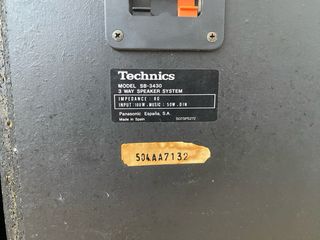 Technics
MODEL SB-3430
3 WAY SPEAKER SYSTEM
IMPEDANCE: 8Ω
INPUT: 100W.MUSIC: 50W.DIN
Panasonic España, S.A.
Made in Spain
504AA7132